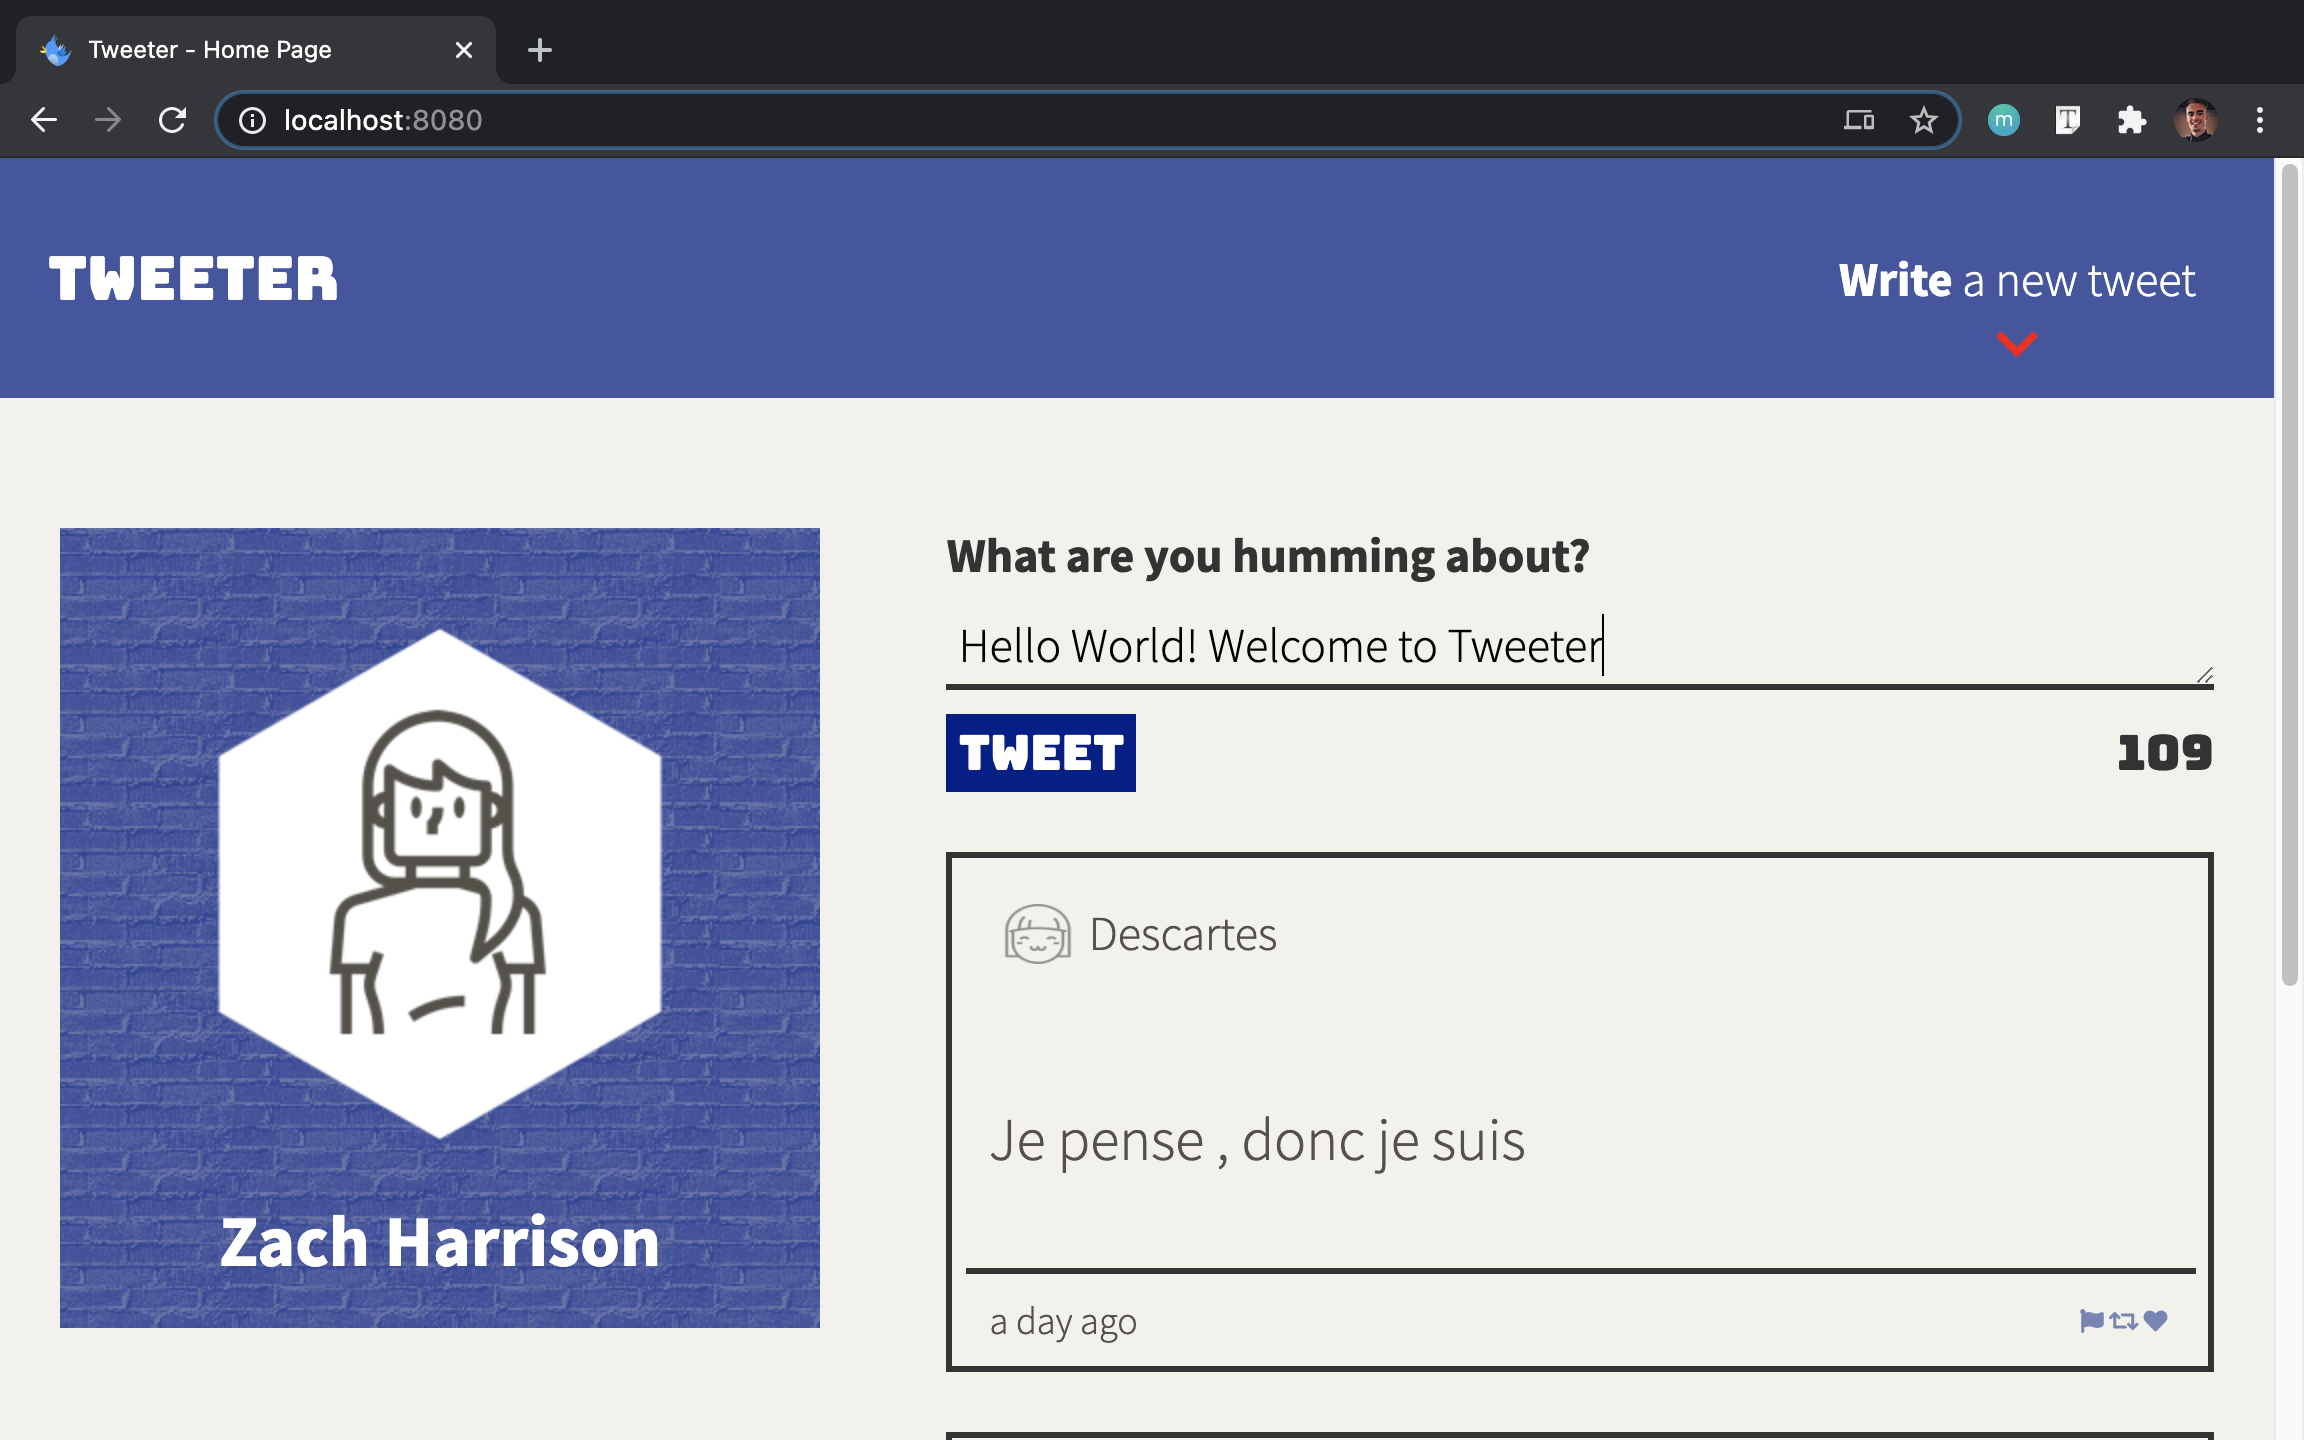 Tweeter - Home Page
localhost:8080
m
T
TWEETER
Write a new tweet
What are you humming about?
Hello World! Welcome to Tweeter
TWEET
109
Zach Harrison
Descartes
Je pense , donc je suis
a day ago